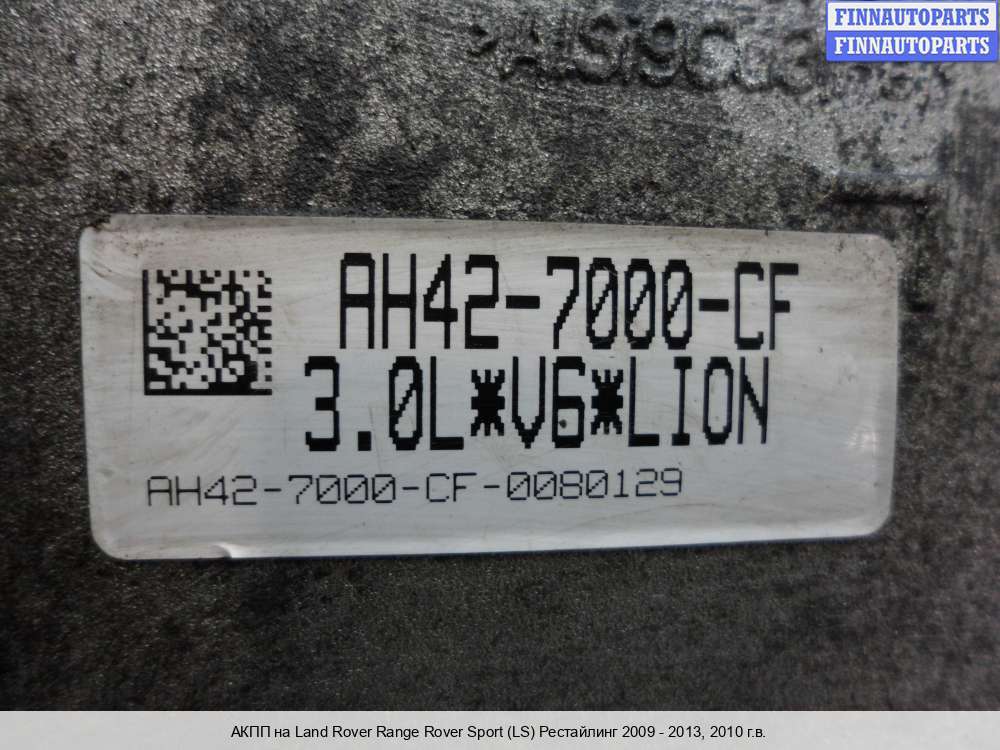 FINNAUTOPARTS
FINNAUTOPARTS
AH42-7000-CF
3.0L*V6*LION
AH42-7000-CF-0080129
АКПП на Land Rover Range Rover Sport (LS) Рестайлинг 2009 - 2013, 2010 г.в.